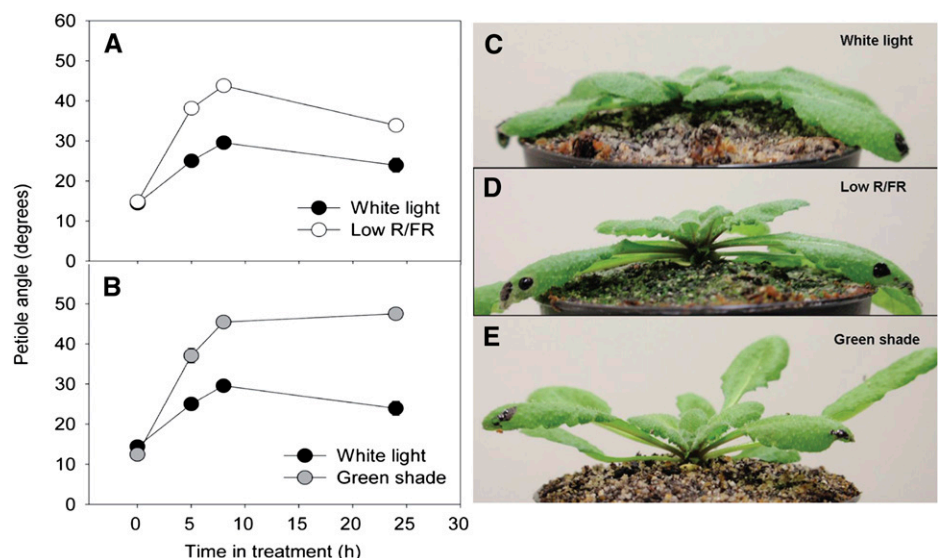 60
50
40
30
20
10
0
A
White light
Low R/FR
50
40
30
20
10
0
B
White light
Green shade
Petiole angle (degrees)
0 5 10 15 20 25 30
Time in treatment (h)
C
White light
D
Low R/FR
E
Green shade